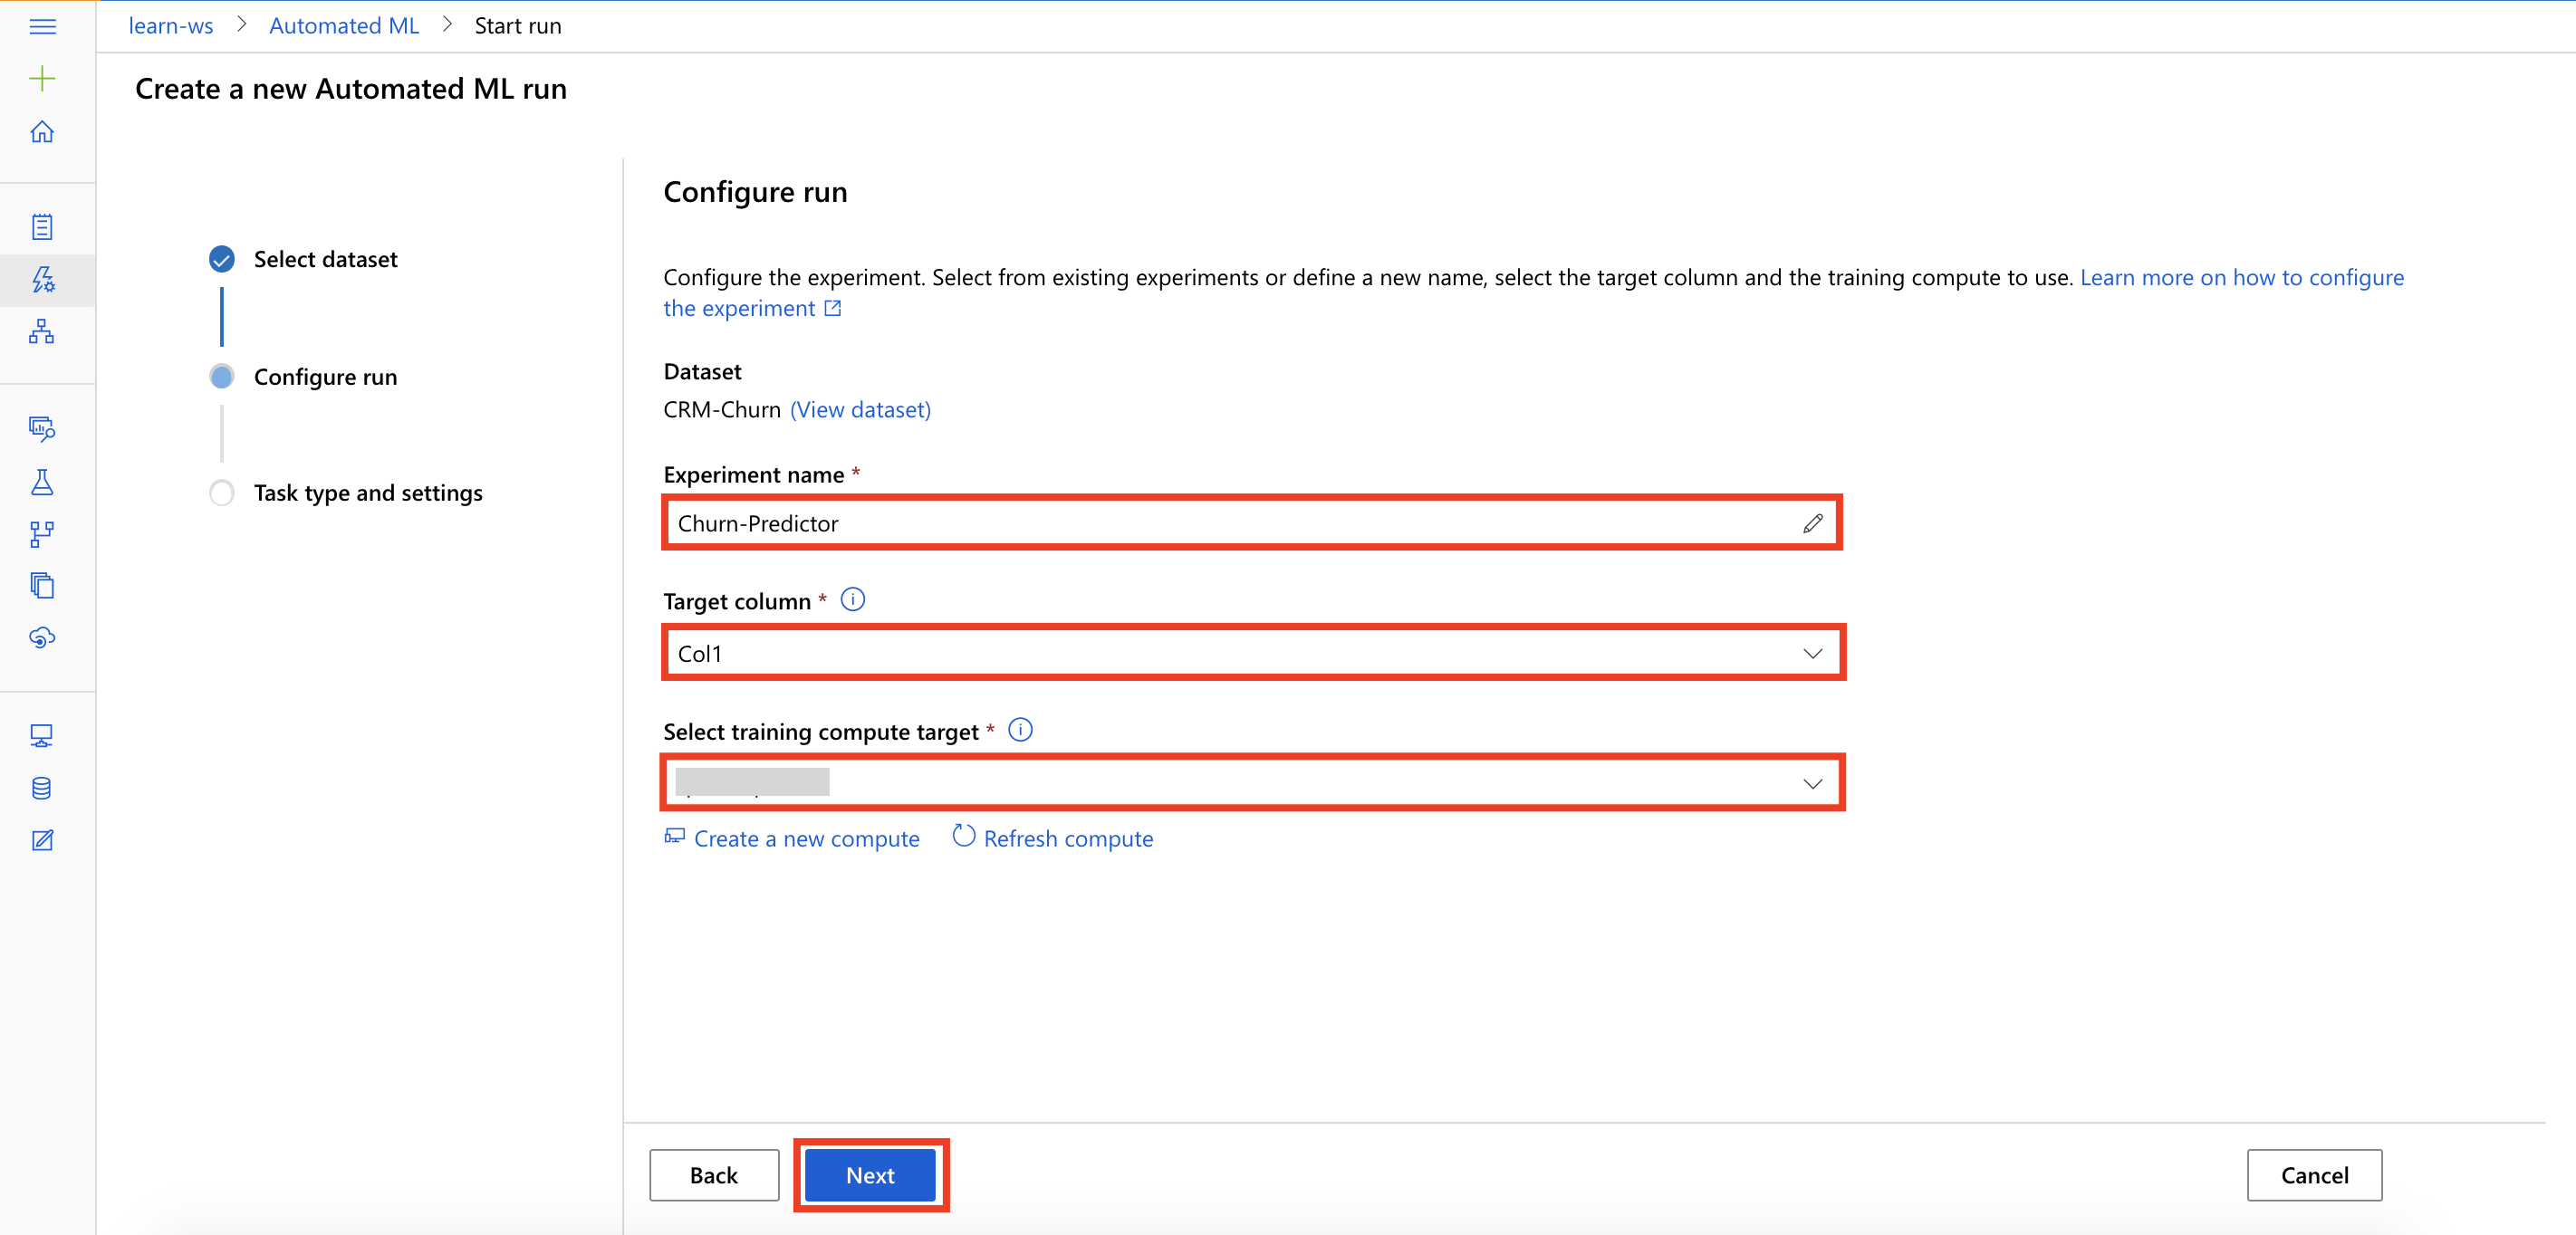 learn-ws > Automated ML > Start run
Create a new Automated ML run
Select dataset
Configure run
Task type and settings
Configure run
Configure the experiment. Select from existing experiments or define a new name, select the target column and the training compute to use. Learn more on how to configure
the experiment
Dataset
CRM-Churn (View dataset)
Experiment name *
Churn-Predictor
Target column *
Col1
Select training compute target *
Create a new compute Refresh compute
Back Next Cancel